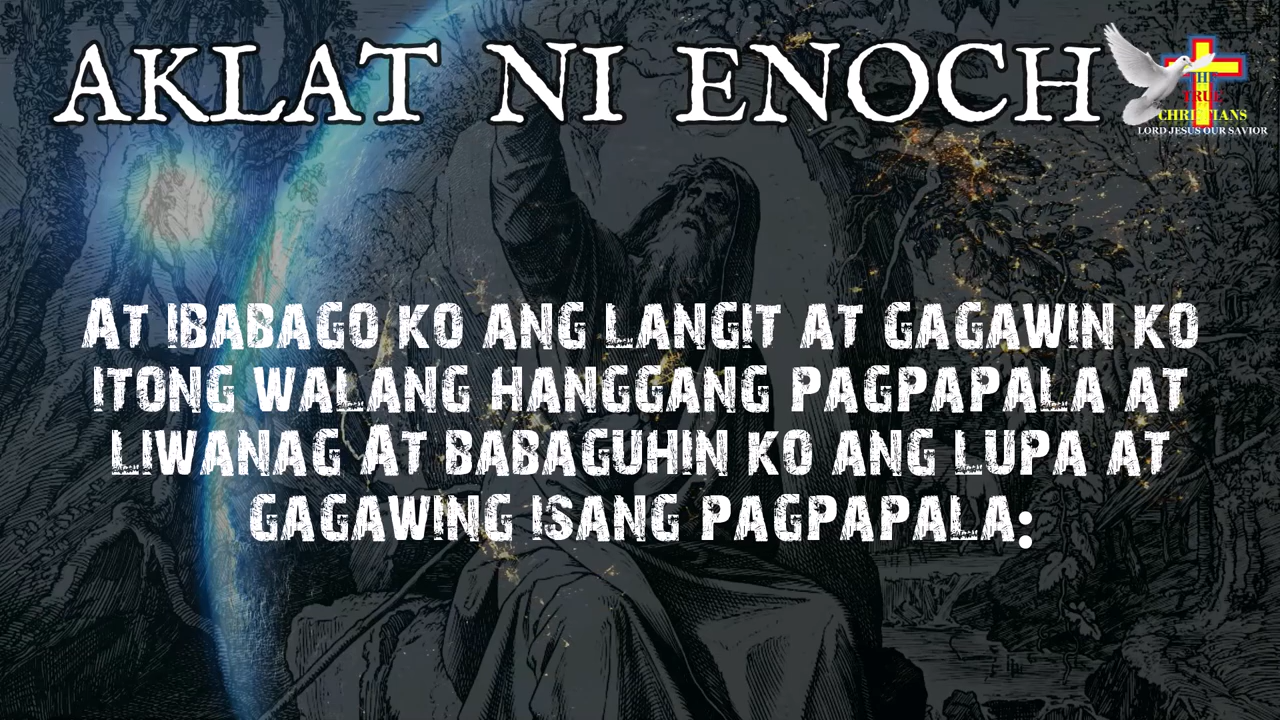 AKLAT NI ENOCH
TRUE
CHRISTIANS
LORD JESUS OUR SAVIOR
At ibabago ko ang langit at gagawin ko
itong walang hanggang pagpapala at
liwanag At babaguhin ko ang lupa at
gagawing isang pagpapala: